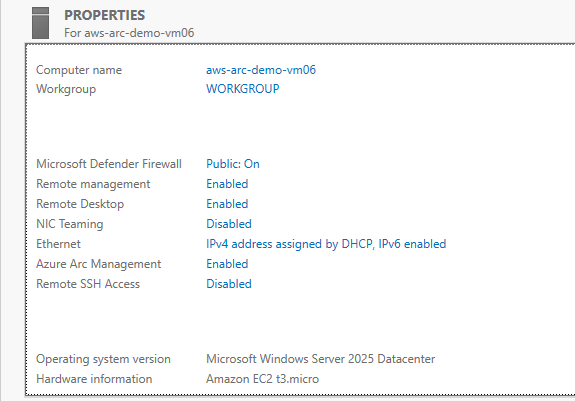 PROPERTIES
For aws-arc-demo-vm06
Computer name aws-arc-demo-vm06
Workgroup WORKGROUP
Microsoft Defender Firewall Public: On
Remote management Enabled
Remote Desktop Enabled
NIC Teaming Disabled
Ethernet IPv4 address assigned by DHCP, IPv6 enabled
Azure Arc Management Enabled
Remote SSH Access Disabled
Operating system version Microsoft Windows Server 2025 Datacenter
Hardware information Amazon EC2 t3.micro